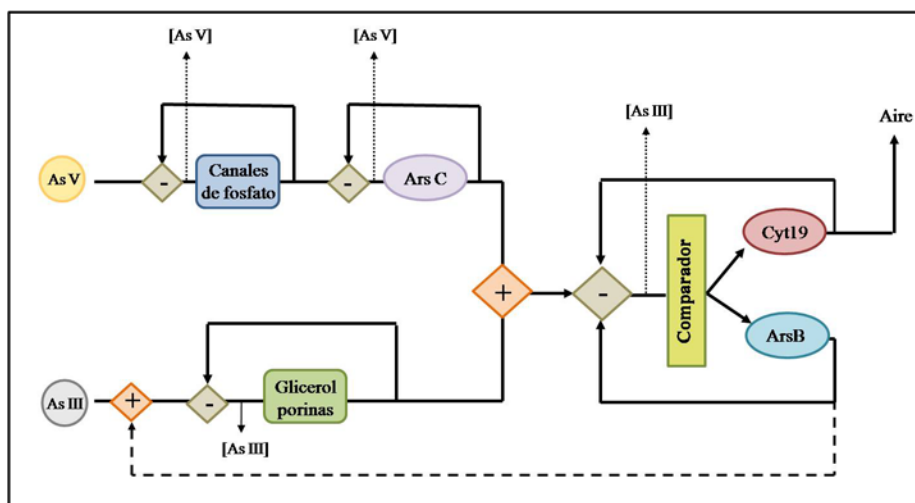 [As V]
[As V]
[As III]
Aire
As V
-
Canales
de fosfato
-
Ars C
Cyt19
+
-
Comparador
ArsB
As III
+
-
Glicerol
porinas
[As III]